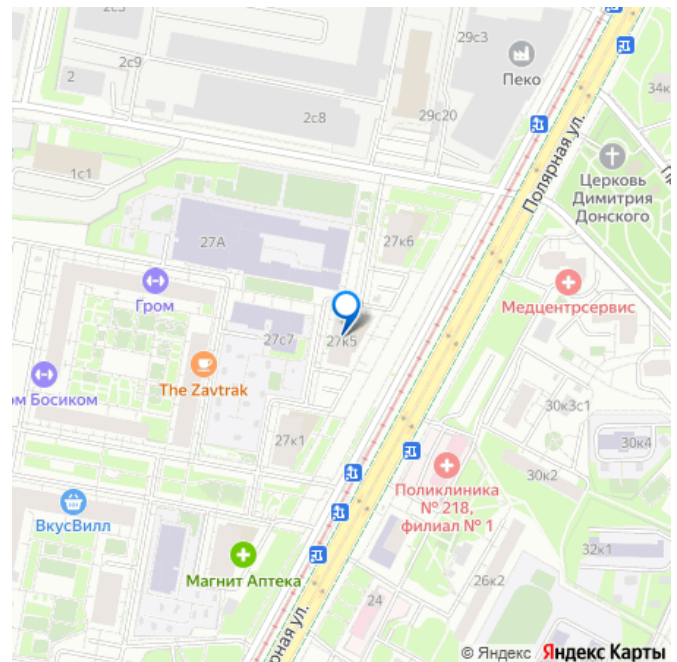 29с3
2с9
Пеко
2
34к
2с8
29с20
Полярная ул.
1с1
Церковь
Димитрия
Донского
27А
27к6
Гром
Медцентрсервис
27с7
27к5
The Zavtrak
ом Босиком
30к3с1
27к1
30к4
30к2
Поликлиника
№ 218,
филиал № 1
ВкусВилл
Магнит Аптека
32к1
26к2
24
рная ул.
© Яндекс Яндекс Карты